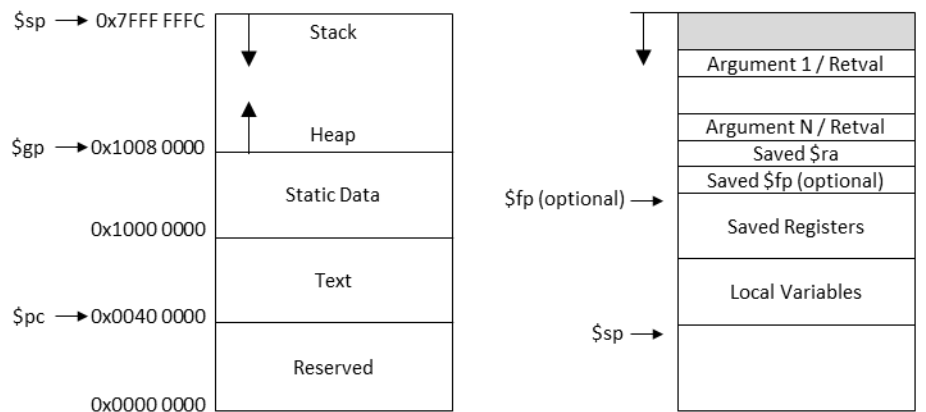 $sp 0x7FFF FFFC
Stack
Heap
$gp 0x1008 0000
Static Data
0x1000 0000
Text
$pc 0x0040 0000
Reserved
0x0000 0000
Argument 1 / Retval
Argument N / Retval
Saved $ra
Saved $fp (optional)
$fp (optional)
Saved Registers
Local Variables
$sp